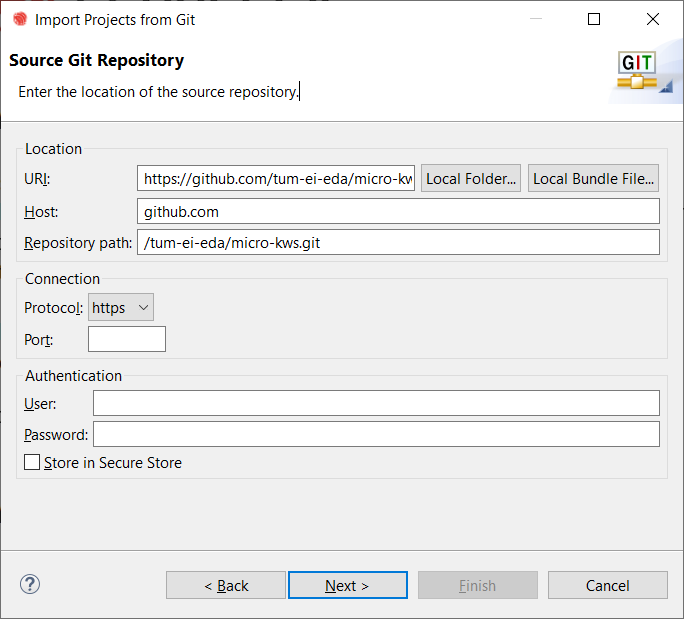 Import Projects from Git
Source Git Repository
Enter the location of the source repository.
GIT
Location
URI: https://github.com/tum-ei-eda/micro-kw Local Folder... Local Bundle File...
Host: github.com
Repository path: /tum-ei-eda/micro-kws.git
Connection
Protocol: https
Port:
Authentication
User:
Password:
Store in Secure Store
? < Back Next > Finish Cancel